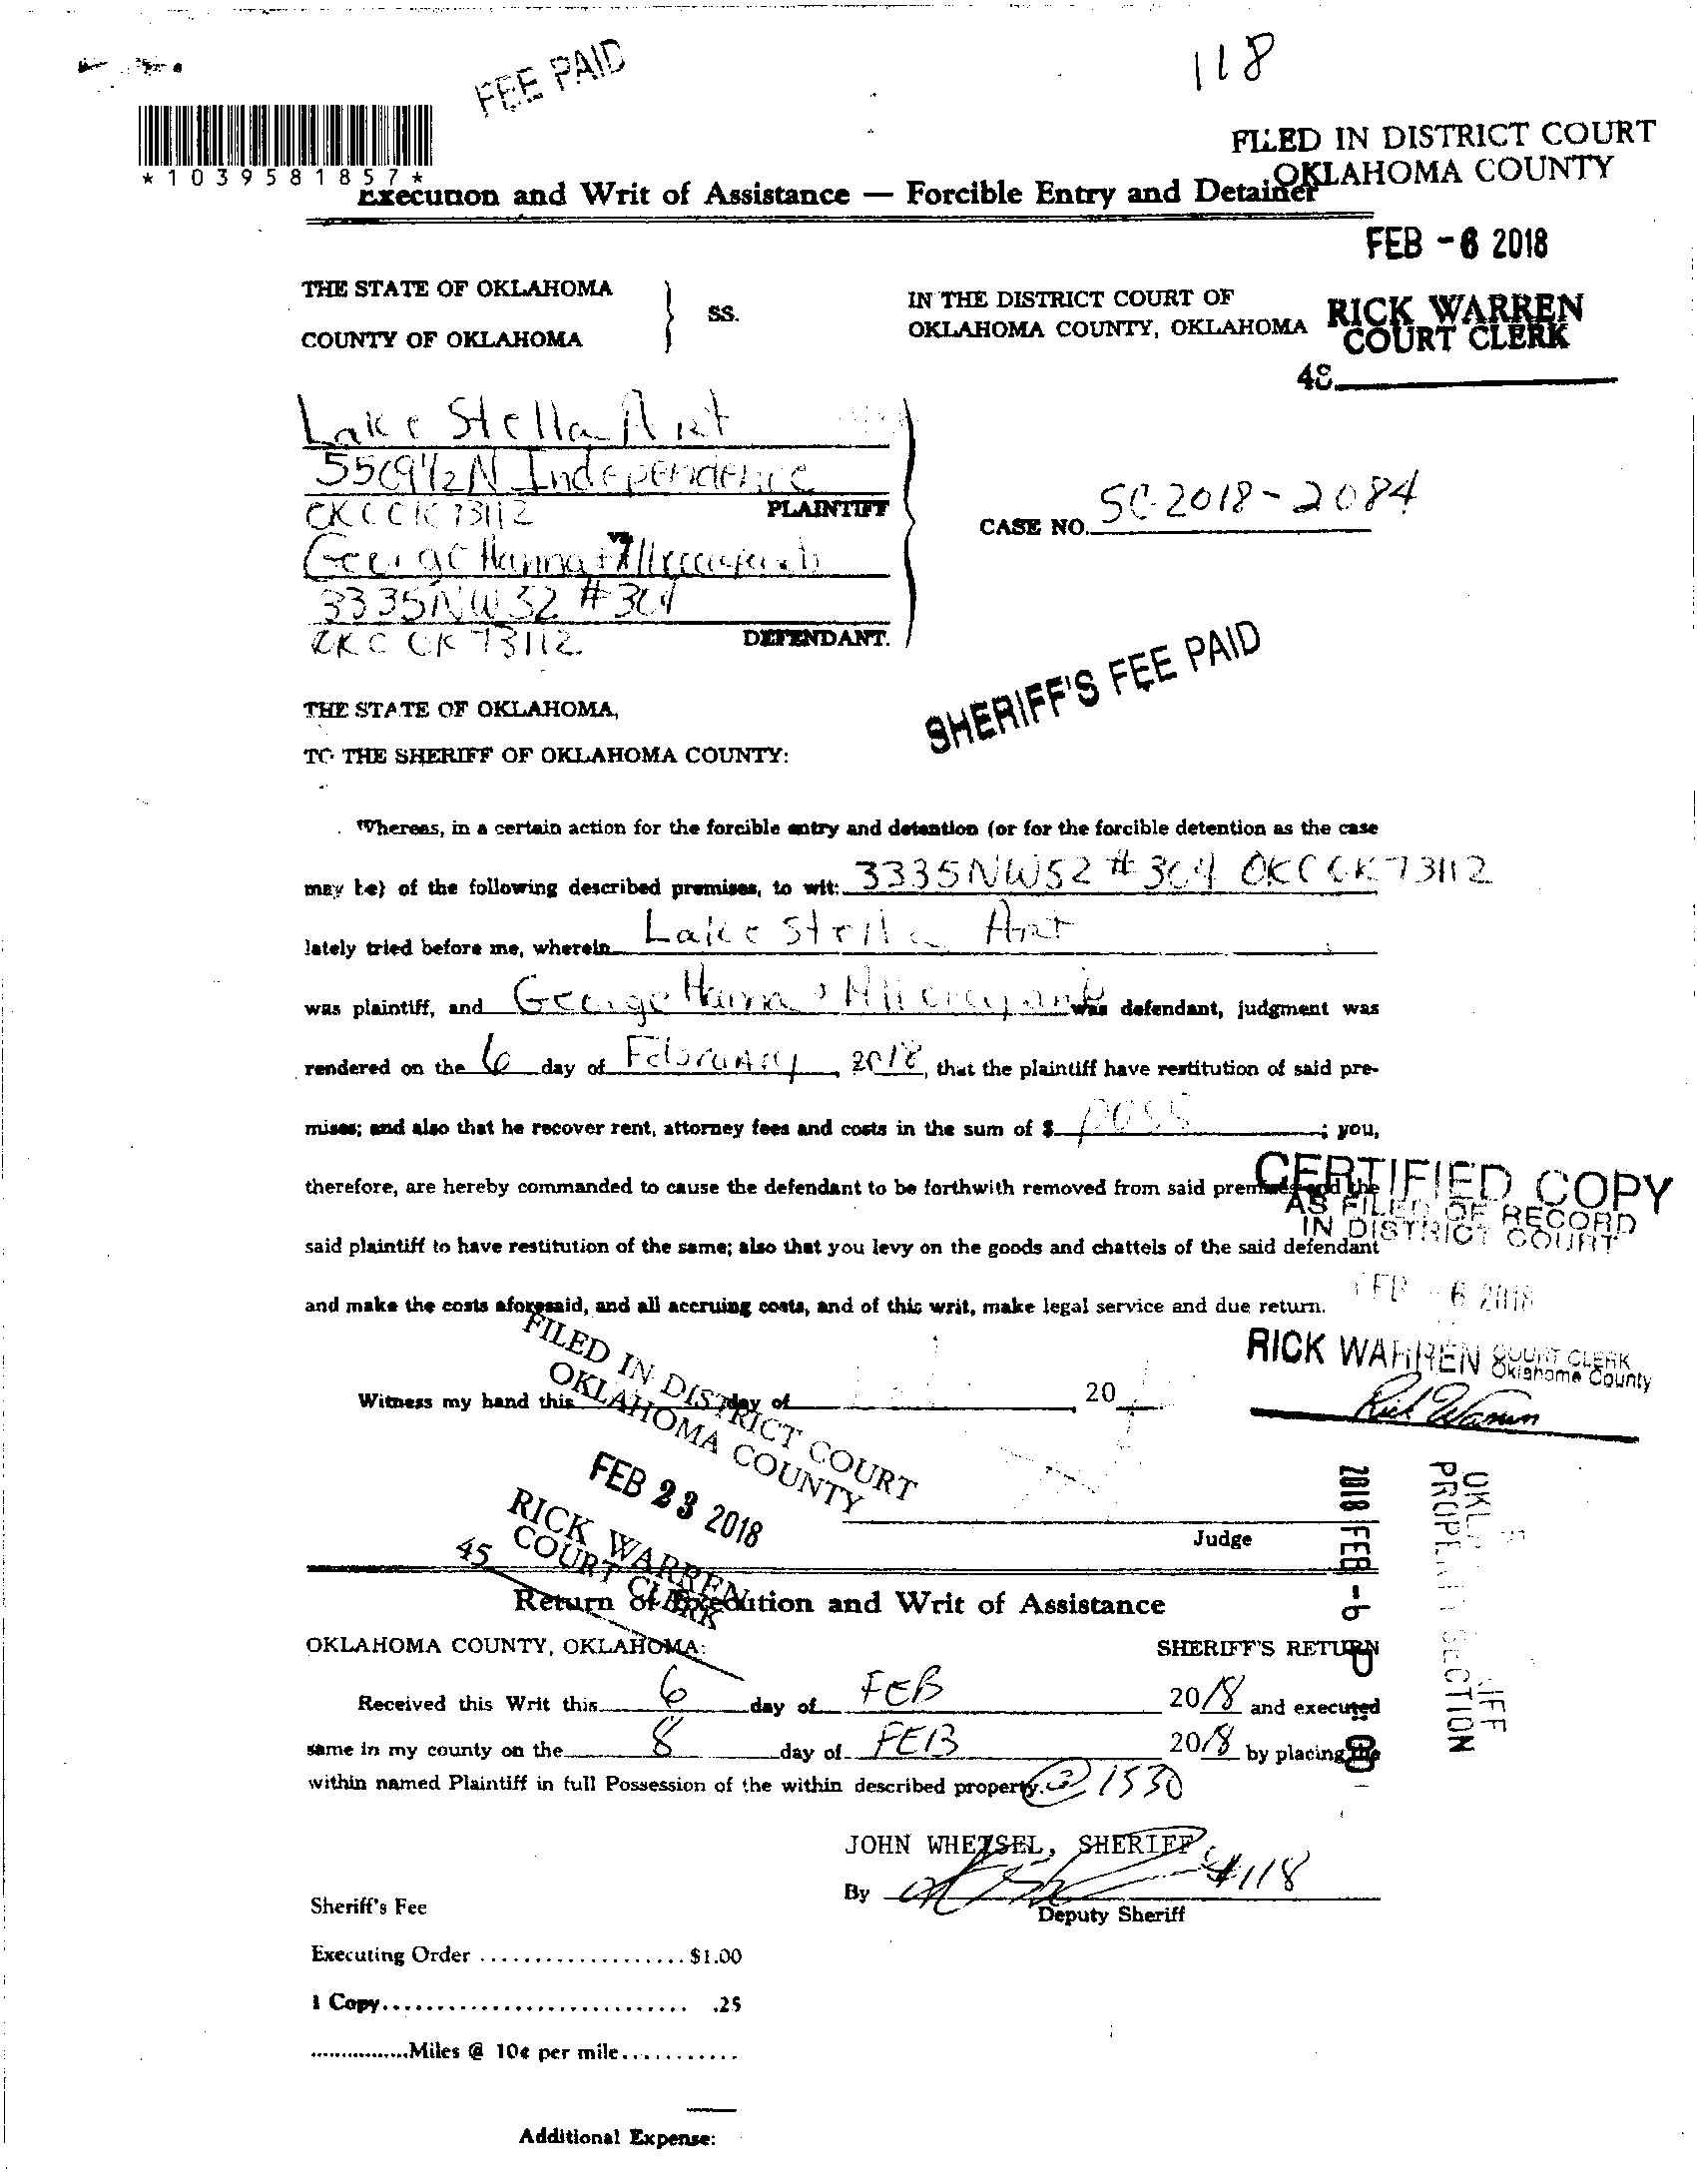 118
FEE PAID
FILED IN DISTRICT COURT
OKLAHOMA COUNTY
*1039581857*
Execution and Writ of Assistance — Forcible Entry and Detainer
FEB -6 2018
THE STATE OF OKLAHOMA
COUNTY OF OKLAHOMA
SS.
IN THE DISTRICT COURT OF
OKLAHOMA COUNTY, OKLAHOMA
RICK WARREN
COURT CLERK
48
Lake Stella Apt
5509 1/2 N Independence
OKC OK 73112
PLAINTIFF
vs
George Hanna + All occupants
3335 NW 52 #304
OKC OK 73112
DEFENDANT.
CASE NO. SC-2018-2084
SHERIFF'S FEE PAID
THE STATE OF OKLAHOMA,
TO THE SHERIFF OF OKLAHOMA COUNTY:
Whereas, in a certain action for the forcible entry and detention (or for the forcible detention as the case
may be) of the following described premises, to wit: 3335 NW 52 #304 OKC OK 73112
lately tried before me, wherein Lake Stella Apt
was plaintiff, and George Hanna + All occupants was defendant, judgment was
rendered on the 6 day of February, 2018, that the plaintiff have restitution of said pre-
mises; and also that he recover rent, attorney fees and costs in the sum of $ poss ; you,
therefore, are hereby commanded to cause the defendant to be forthwith removed from said premises and the
said plaintiff to have restitution of the same; also that you levy on the goods and chattels of the said defendant
and make the costs aforesaid, and all accruing costs, and of this writ, make legal service and due return.
CERTIFIED COPY
AS FILED OF RECORD
IN DISTRICT COURT
FEB -6 2018
RICK WARREN COURT CLERK
Oklahoma County
Rick Warren
Witness my hand this day of , 20
FILED IN DISTRICT COURT
OKLAHOMA COUNTY
FEB 23 2018
RICK WARREN
COURT CLERK
45
Judge
2018 FEB -6 P
PROPERTY SECTION
Return of Execution and Writ of Assistance
OKLAHOMA COUNTY, OKLAHOMA:
SHERIFF'S RETURN
Received this Writ this 6 day of FEB 2018 and executed
same in my county on the 8 day of FEB 2018 by placing the
within named Plaintiff in full Possession of the within described property. @ 1530
JOHN WHETSEL, SHERIFF
By #118
Deputy Sheriff
Sheriff's Fee
Executing Order .................... $1.00
1 Copy............................. .25
................Miles @ 10¢ per mile............
Additional Expense: